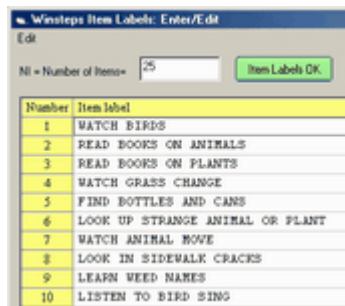 Winsteps Item Labels: Enter/Edit
Edit
NI = Number of Items= 25 Item Labels OK
Number Item label
1 WATCH BIRDS
2 READ BOOKS ON ANIMALS
3 READ BOOKS ON PLANTS
4 WATCH GRASS CHANGE
5 FIND BOTTLES AND CANS
6 LOOK UP STRANGE ANIMAL OR PLANT
7 WATCH ANIMAL MOVE
8 LOOK IN SIDEWALK CRACKS
9 LEARN WEED NAMES
10 LISTEN TO BIRD SING